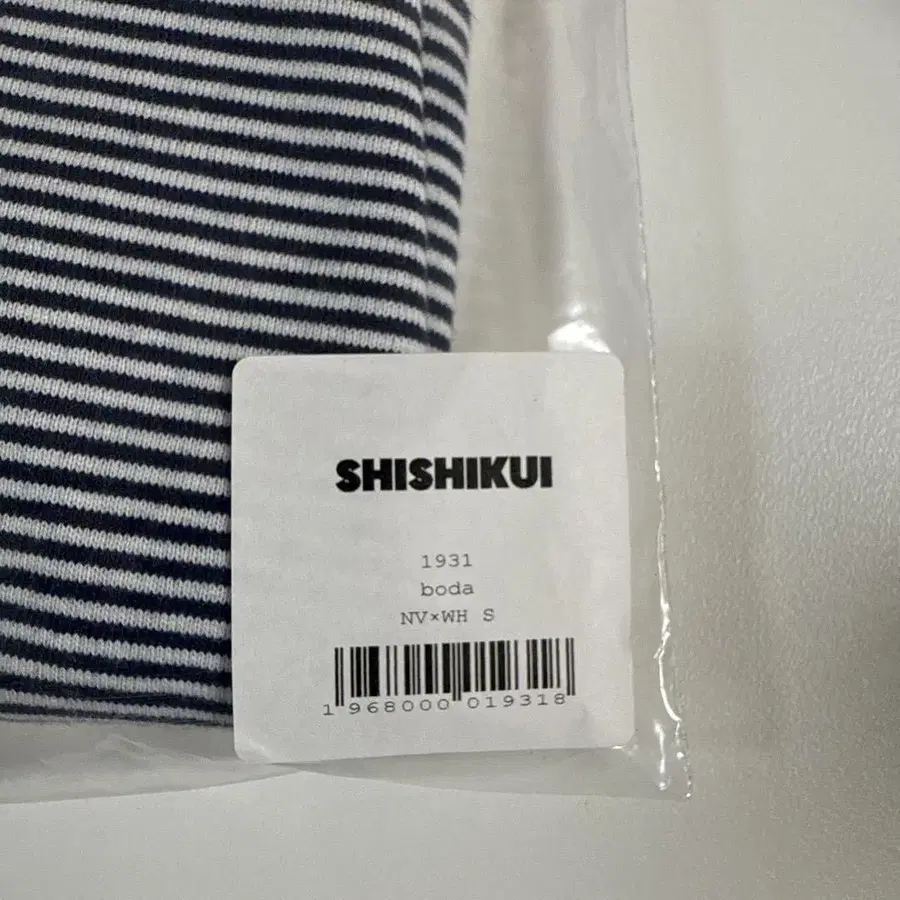 SHISHIKUI
1931
boda
NV×WH S
1 968000 019318